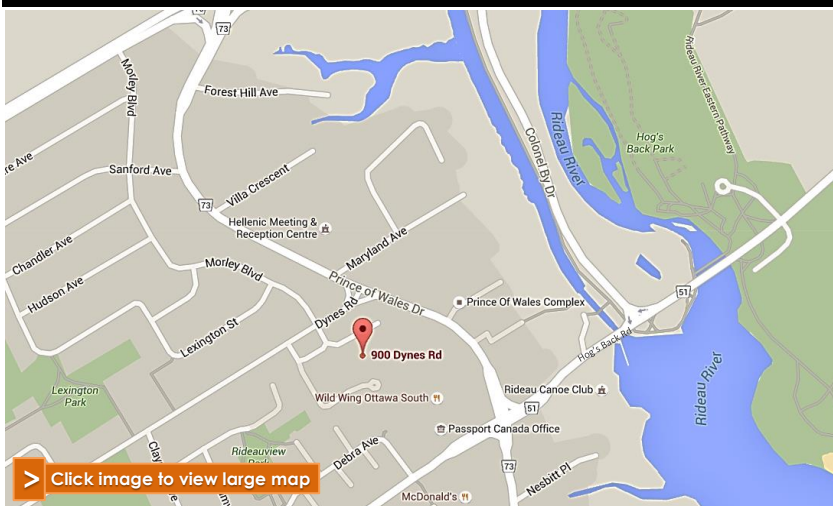 73
Morley Blvd
Forest Hill Ave
Rideau River Eastern Pathway
Colonel By Dr
Rideau River
Hog's
Back Park
Sanford Ave
Villa Crescent
73
Hellenic Meeting &
Reception Centre
Maryland Ave
Chandler Ave
Hudson Ave
Morley Blvd
Prince of Wales Dr
51
Dynes Rd
Prince Of Wales Complex
Lexington St
900 Dynes Rd
Hog's Back Rd
Rideau River
Lexington
Park
Wild Wing Ottawa South
Rideau Canoe Club
51
Passport Canada Office
Rideauview
Debra Ave
73
Nesbitt Pl
> Click image to view large map
McDonald's